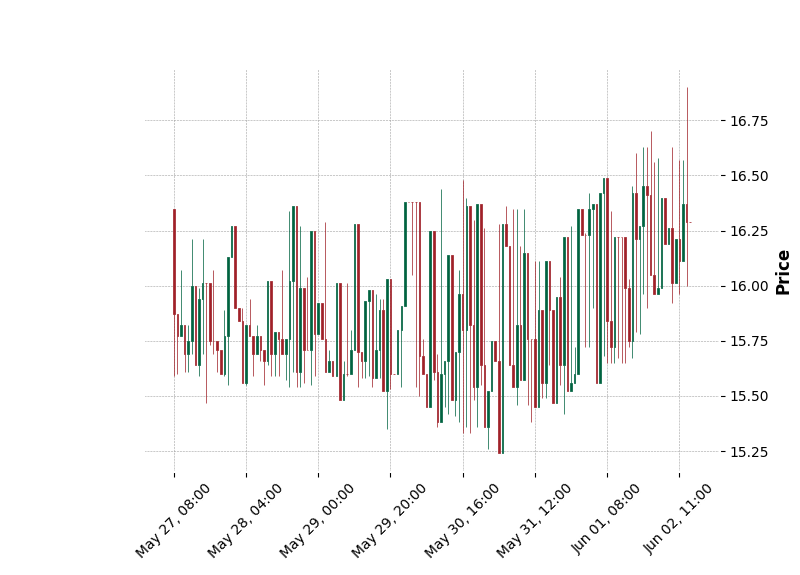 16.75
16.50
16.25
16.00
15.75
15.50
15.25
Price
May 27, 08:00
May 28, 04:00
May 29, 00:00
May 29, 20:00
May 30, 16:00
May 31, 12:00
Jun 01, 08:00
Jun 02, 11:00